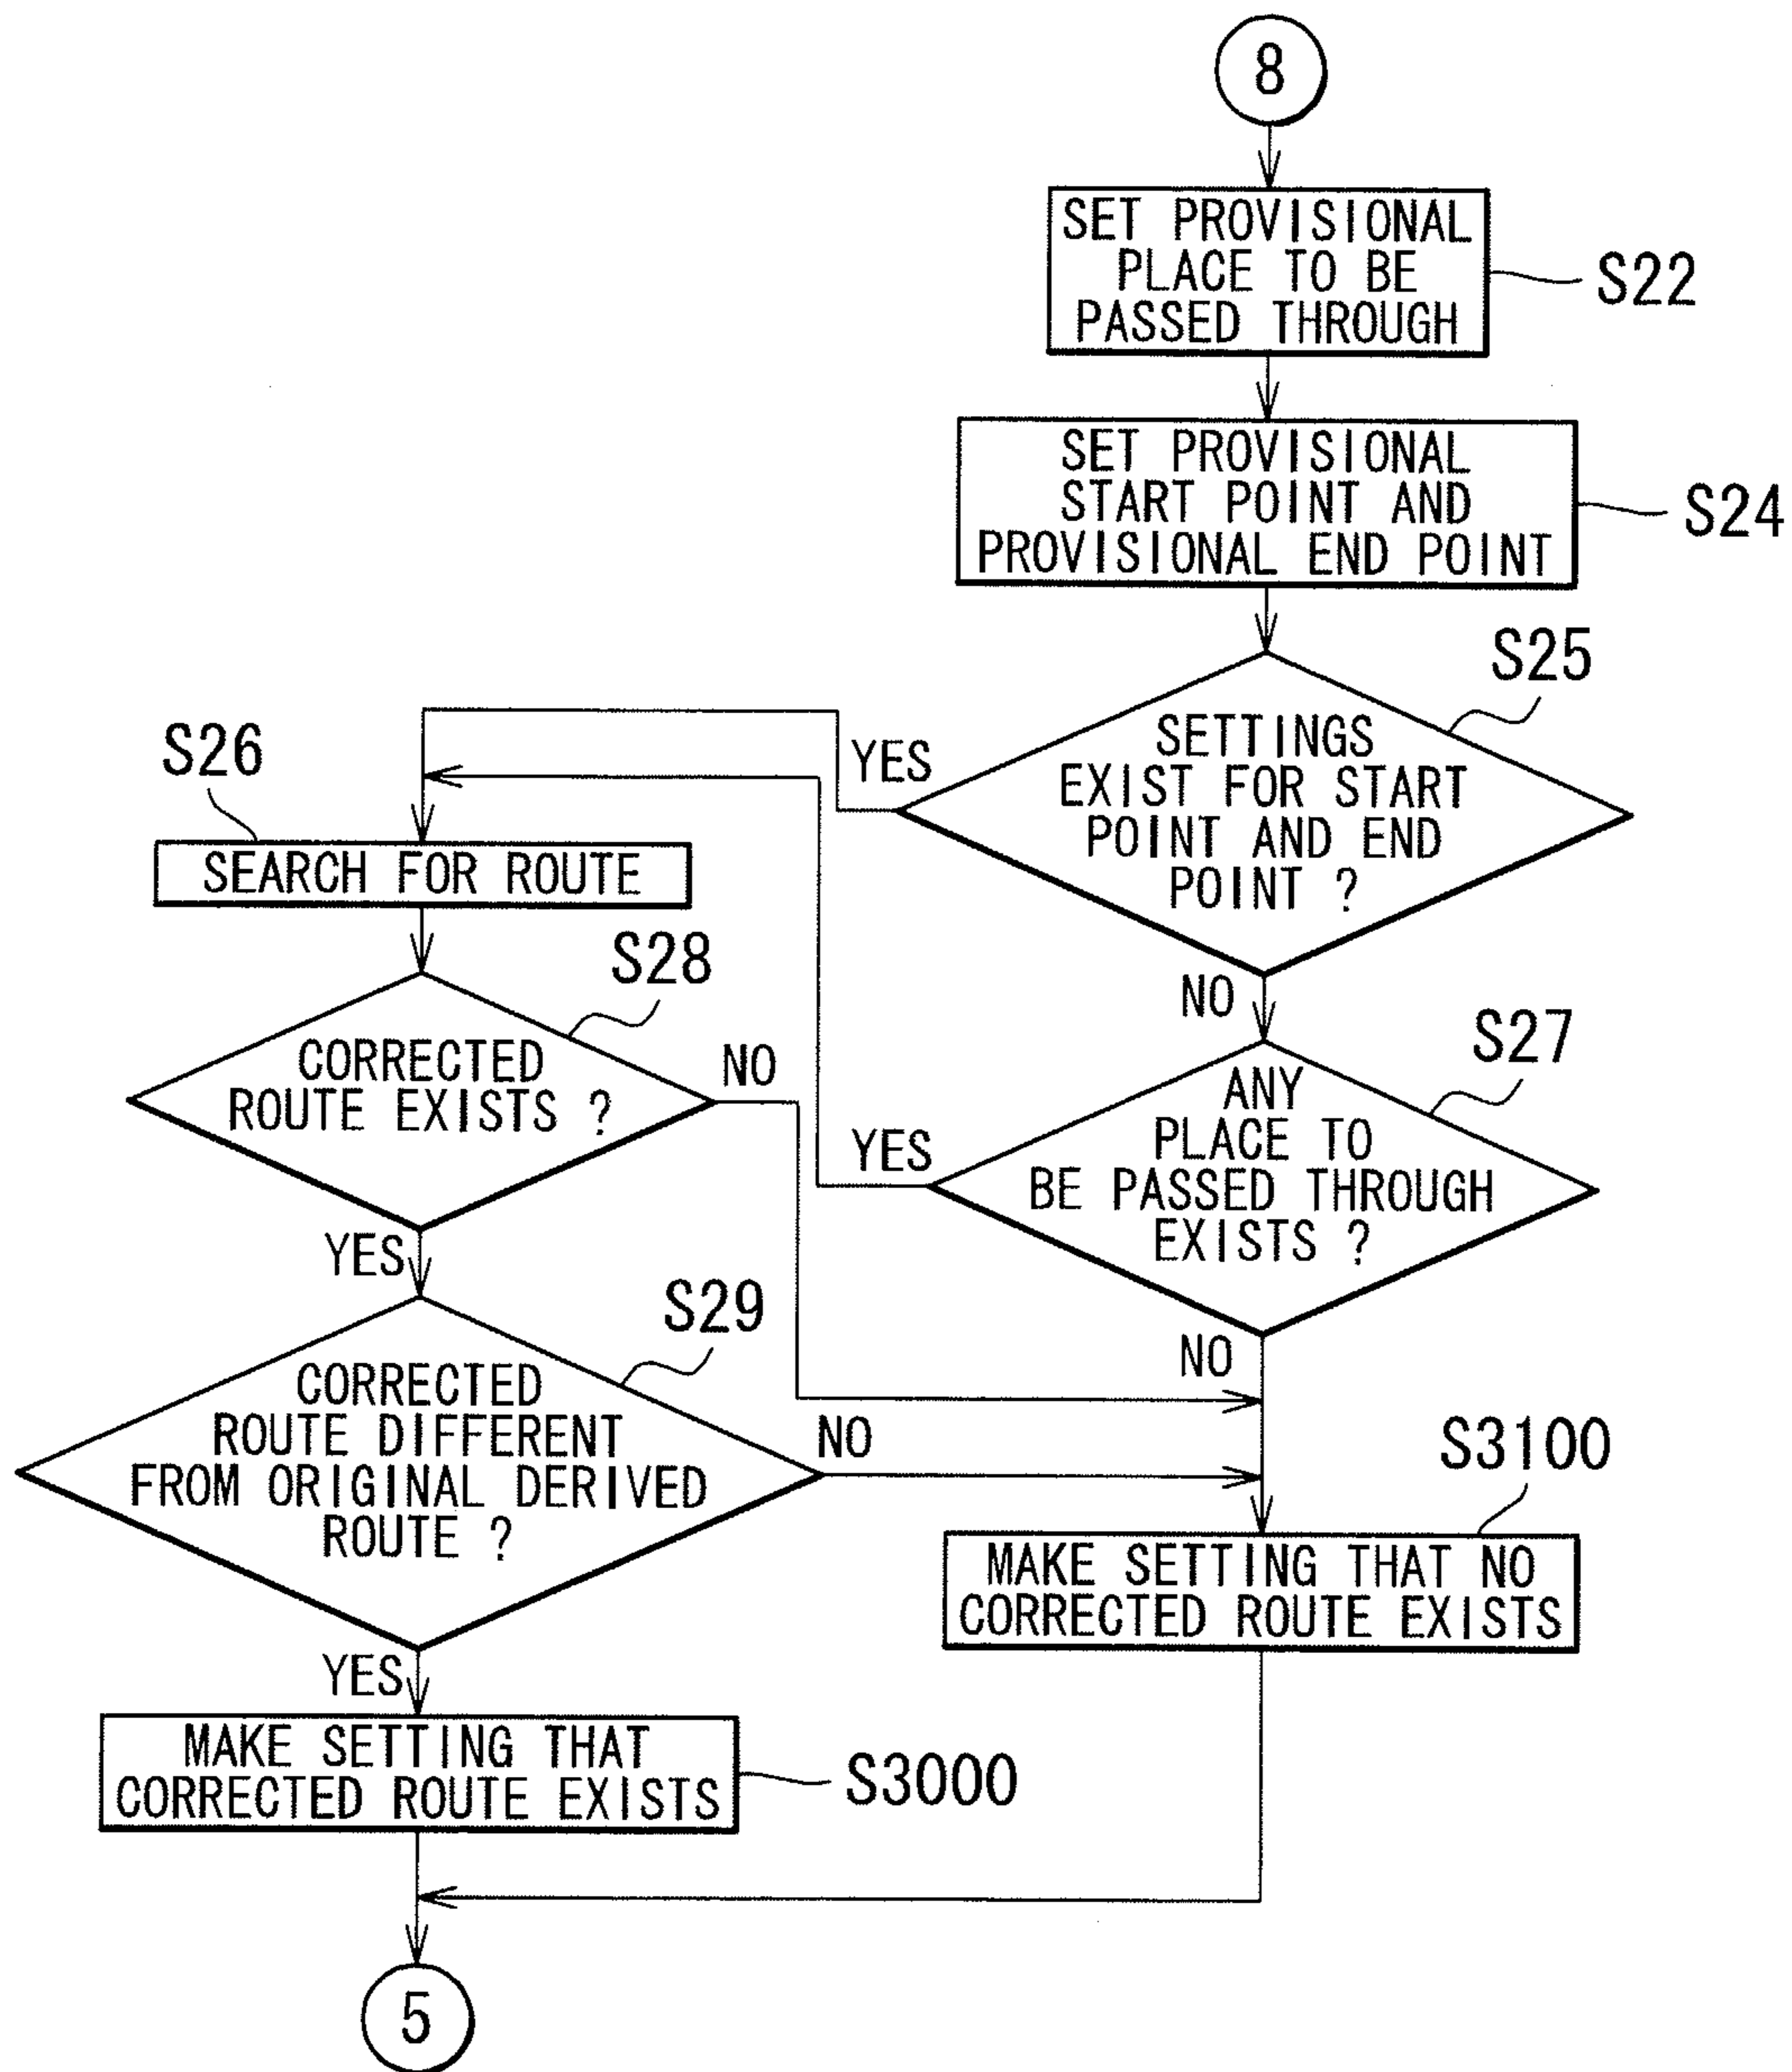 8
SET PROVISIONAL
PLACE TO BE
PASSED THROUGH
S22
SET PROVISIONAL
START POINT AND
PROVISIONAL END POINT
S24
S25
SETTINGS
EXIST FOR START
POINT AND END
POINT ?
YES
NO
S26
SEARCH FOR ROUTE
S28
CORRECTED
ROUTE EXISTS ?
NO
YES
S27
ANY
PLACE TO
BE PASSED THROUGH
EXISTS ?
YES
NO
S29
CORRECTED
ROUTE DIFFERENT
FROM ORIGINAL DERIVED
ROUTE ?
NO
YES
S3100
MAKE SETTING THAT NO
CORRECTED ROUTE EXISTS
MAKE SETTING THAT
CORRECTED ROUTE EXISTS
S3000
5